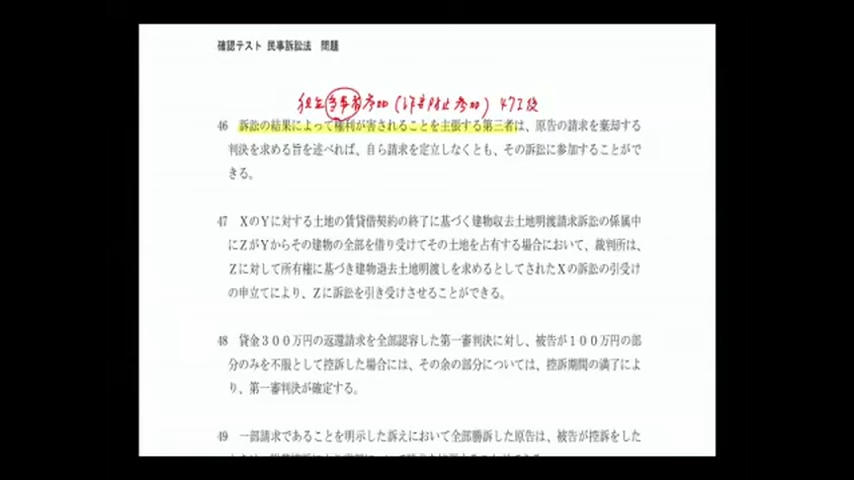 確認テスト 民事訴訟法　問題
独立当事者参加（詐害防止参加）47Ⅰ後
46　訴訟の結果によって権利が害されることを主張する第三者は、原告の請求を棄却する
判決を求める旨を述べれば、自ら請求を定立しなくとも、その訴訟に参加することがで
きる。
47　ＸのＹに対する土地の賃貸借契約の終了に基づく建物収去土地明渡請求訴訟の係属中
にＺがＹからその建物の全部を借り受けてその土地を占有する場合において、裁判所は、
Ｚに対して所有権に基づき建物退去土地明渡しを求めるとしてされたＸの訴訟の引受け
の申立てにより、Ｚに訴訟を引き受けさせることができる。
48　貸金３００万円の返還請求を全部認容した第一審判決に対し、被告が１００万円の部
分のみを不服として控訴した場合には、その余の部分については、控訴期間の満了によ
り、第一審判決が確定する。
49　一部請求であることを明示した訴えにおいて全部勝訴した原告は、被告が控訴をした